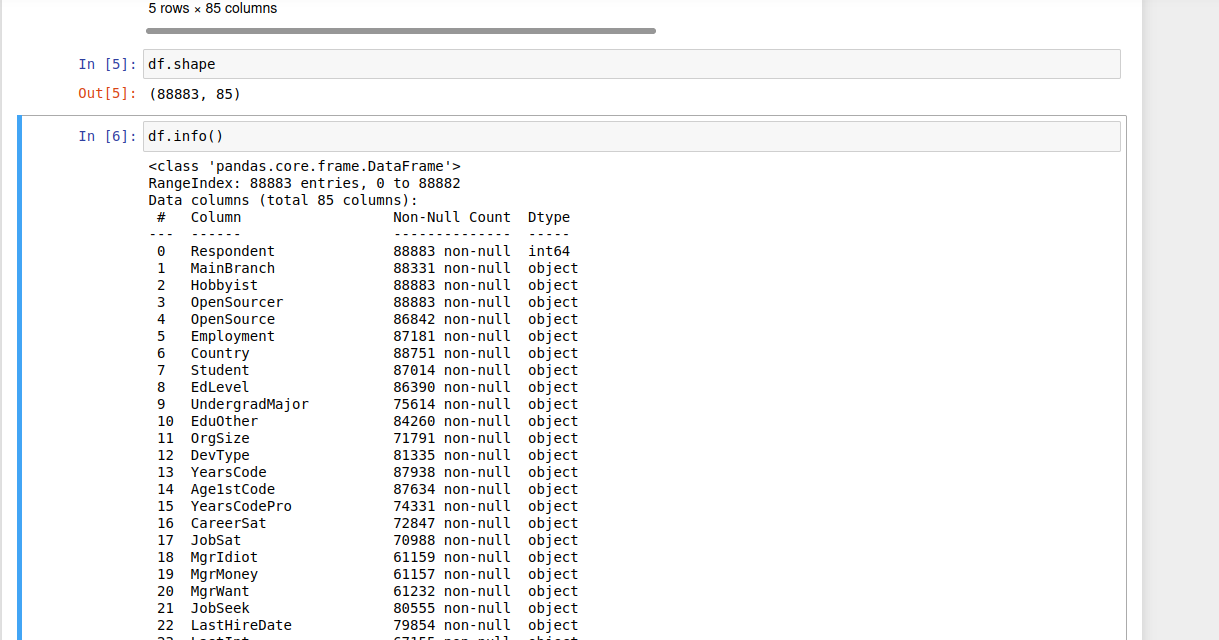 5 rows × 85 columns
In [5]: df.shape
Out[5]: (88883, 85)
In [6]: df.info()
<class 'pandas.core.frame.DataFrame'>
RangeIndex: 88883 entries, 0 to 88882
Data columns (total 85 columns):
 #   Column                  Non-Null Count  Dtype
---  ------                  --------------  -----
 0   Respondent              88883 non-null  int64
 1   MainBranch              88331 non-null  object
 2   Hobbyist                88883 non-null  object
 3   OpenSourcer             88883 non-null  object
 4   OpenSource              86842 non-null  object
 5   Employment              87181 non-null  object
 6   Country                 88751 non-null  object
 7   Student                 87014 non-null  object
 8   EdLevel                 86390 non-null  object
 9   UndergradMajor          75614 non-null  object
 10  EduOther                84260 non-null  object
 11  OrgSize                 71791 non-null  object
 12  DevType                 81335 non-null  object
 13  YearsCode               87938 non-null  object
 14  Age1stCode              87634 non-null  object
 15  YearsCodePro            74331 non-null  object
 16  CareerSat               72847 non-null  object
 17  JobSat                  70988 non-null  object
 18  MgrIdiot                61159 non-null  object
 19  MgrMoney                61157 non-null  object
 20  MgrWant                 61232 non-null  object
 21  JobSeek                 80555 non-null  object
 22  LastHireDate            79854 non-null  object
 23  LastInt                 67155 non-null  object